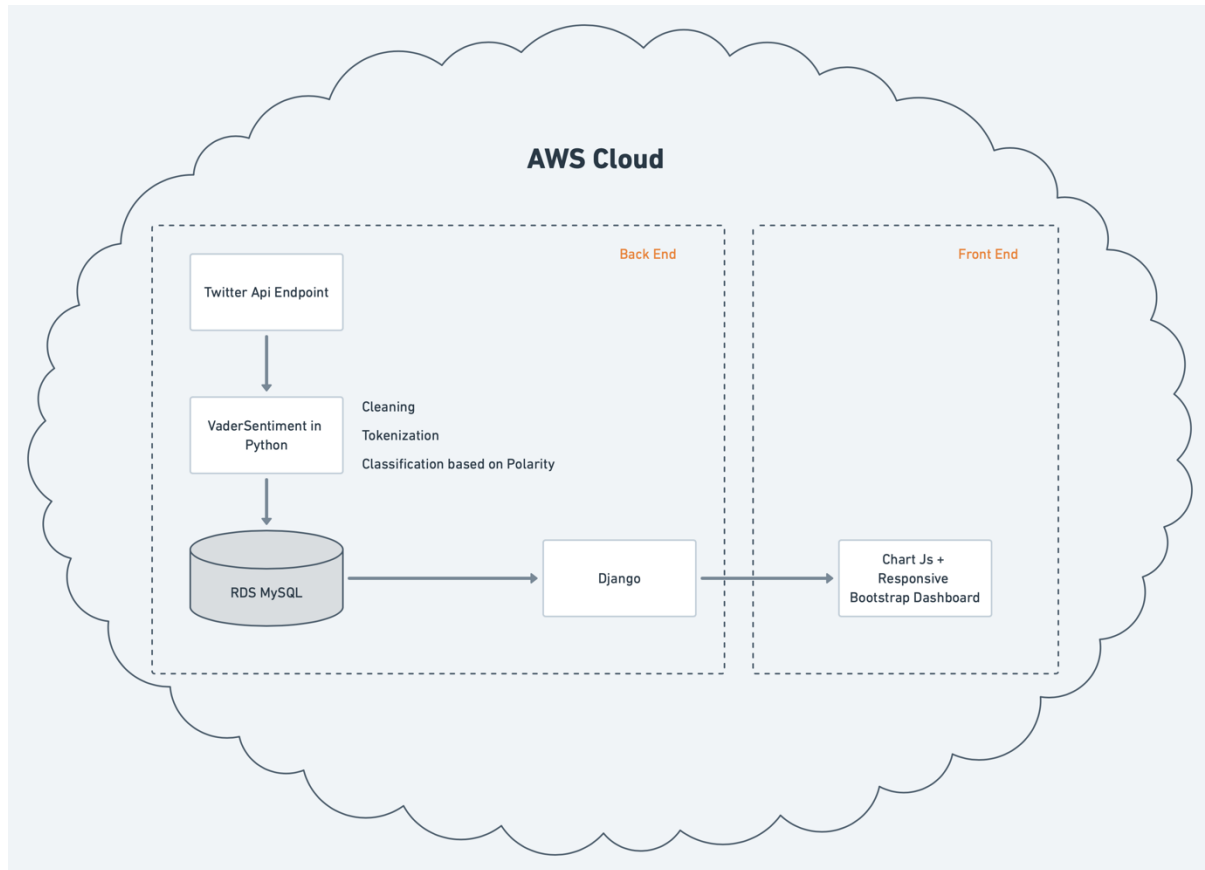 AWS Cloud
Back End
Front End
Twitter Api Endpoint
VaderSentiment in
Python
Cleaning
Tokenization
Classification based on Polarity
RDS MySQL
Django
Chart Js +
Responsive
Bootstrap Dashboard